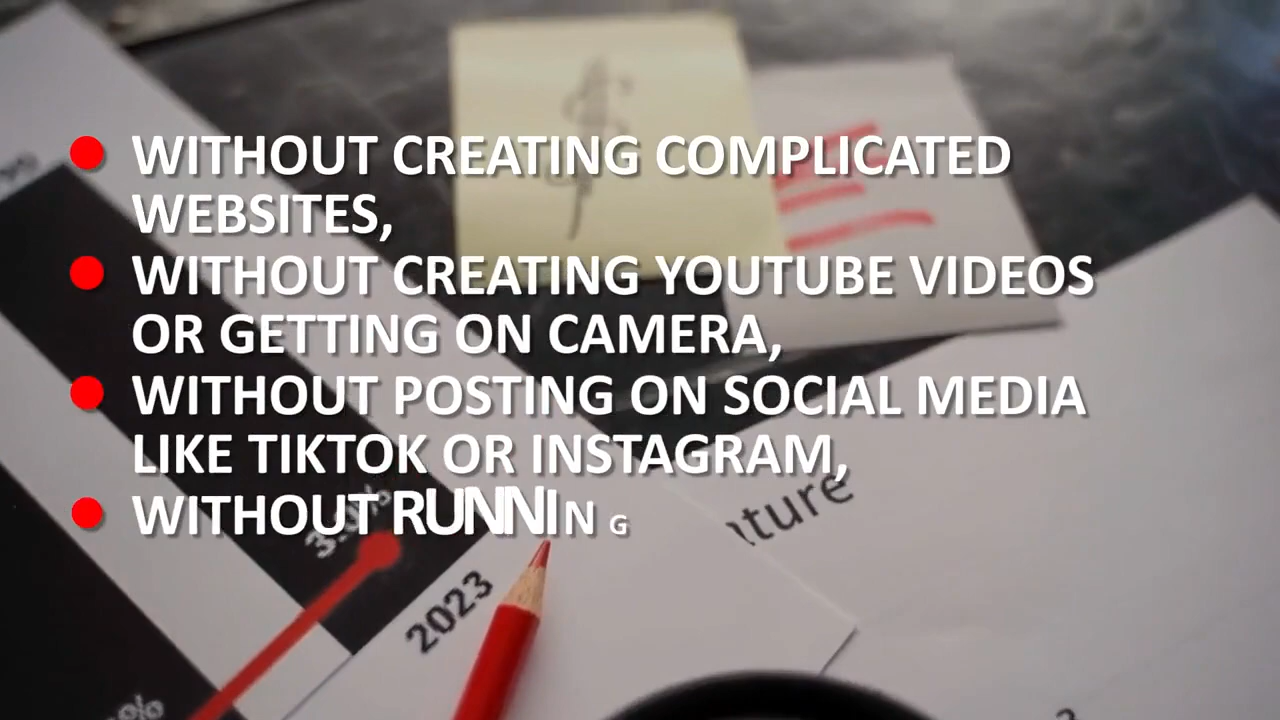 WITHOUT CREATING COMPLICATED
WEBSITES,
WITHOUT CREATING YOUTUBE VIDEOS
OR GETTING ON CAMERA,
WITHOUT POSTING ON SOCIAL MEDIA
LIKE TIKTOK OR INSTAGRAM,
WITHOUT RUNNING
$
2023